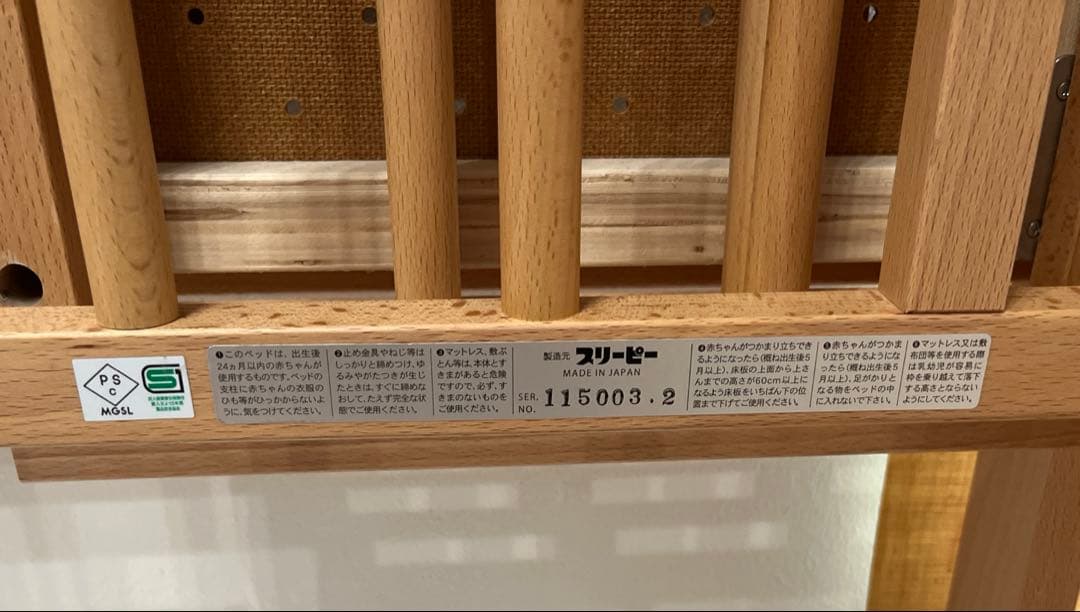 PS
C
MGSL
❶このベッドは、出生後
24ヵ月以内の赤ちゃんが
使用するものです。ベッドの
支柱に赤ちゃんの衣服の
ひも等がひっかからないよ
うに、気をつけてください。
❷止め金具やねじ等は
しっかりと締めつけ、ゆ
るみやがたつきが生じ
たときは、すぐに締めな
おして、たえず完全な状
態でご使用ください。
❸マットレス、敷ぶ
とん等は、本体とす
きまがあると危険
ですので、必ず、す
きまのないものを
ご使用ください。
製造元 スリーピー
MADE IN JAPAN
SER.
NO. 115003.2
❹赤ちゃんがつかまり立ちでき
るようになったら(概ね出生後5
月以上)、床板の上面から上さ
んまでの高さが60cm以上に
なるよう床板をいちばん下の位
置まで下げてご使用ください。
❺赤ちゃんがつかま
り立ちできるようにな
ったら(概ね出生後5
月以上)、足がかりと
なる物をベッドの中
に入れないで下さい。
❻マットレス又は敷
布団等を使用する際
は乳幼児が容易に
枠を乗り越えて落下
する高さとならない
ようにしてください。